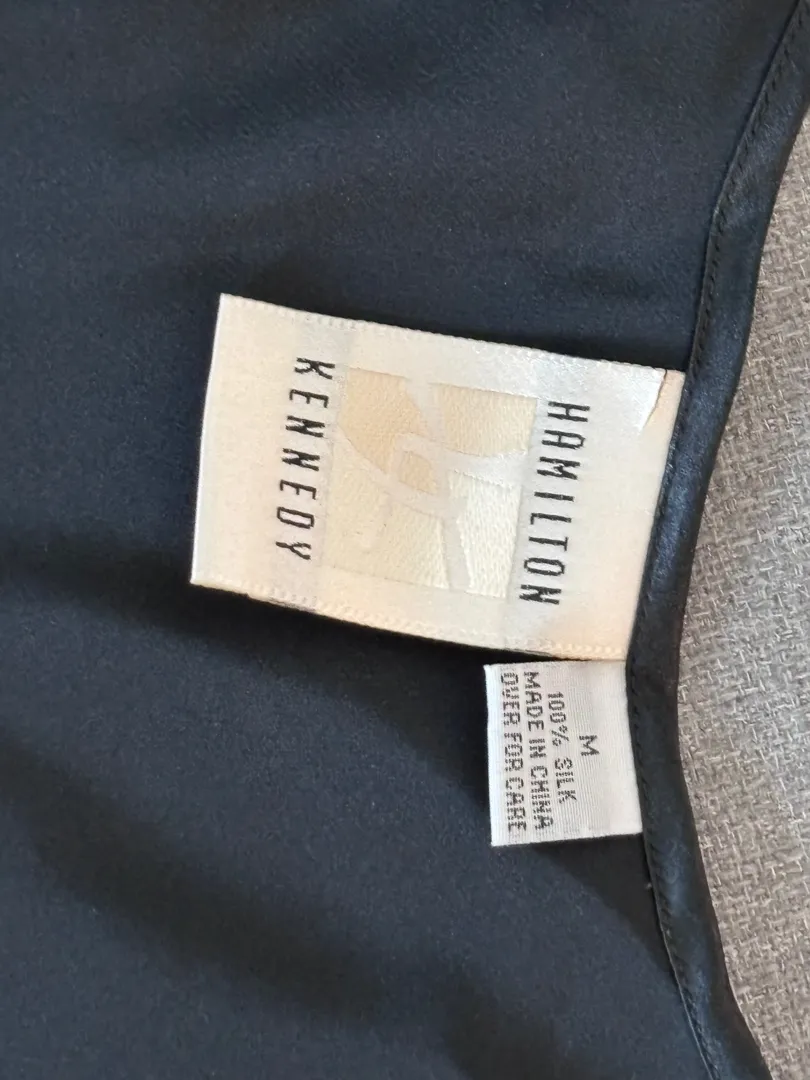 HAMILTON
KENNEDY
M
100% SILK
MADE IN CHINA
OVER FOR CARE